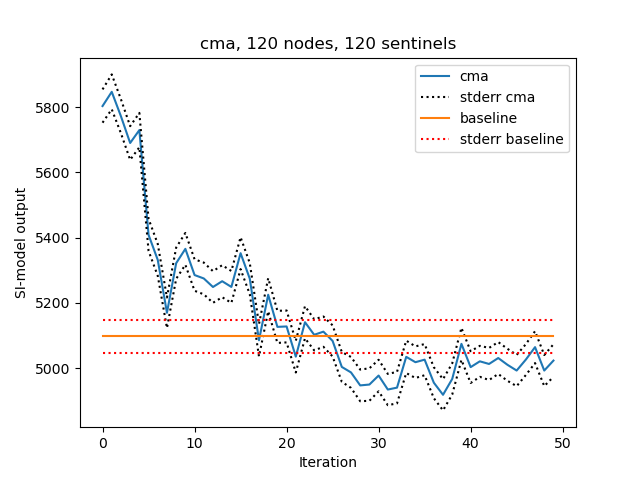 cma, 120 nodes, 120 sentinels
cma
stderr cma
baseline
stderr baseline
SI-model output
5800
5600
5400
5200
5000
0 10 20 30 40 50
Iteration